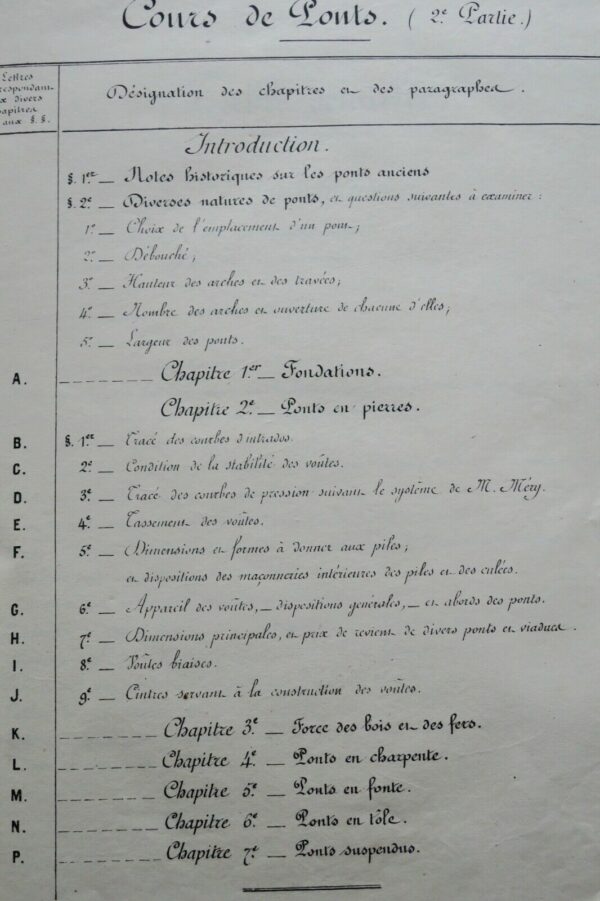 Cours de Ponts. (2e Partie.)
Lettres
correspondant
aux divers
chapitres
et aux §§.
Désignation des chapitres et des paragraphes.
Introduction.
§. 1er — Notes historiques sur les ponts anciens
§. 2e — Diverses natures de ponts, et questions suivantes à examiner :
1° — Choix de l'emplacement d'un pont;
2° — Débouché;
3° — Hauteur des arches et des travées;
4° — Nombre des arches et ouverture de chacune d'elles;
5° — Largeur des ponts.
A. Chapitre 1er — Fondations.
Chapitre 2e — Ponts en pierres.
B. §. 1er — Tracé des courbes d'intrados.
C. 2e — Condition de la stabilité des voûtes.
D. 3e — Tracé des courbes de pression suivant le système de M. Méry.
E. 4e — Tassement des voûtes.
F. 5e — Dimensions et formes à donner aux piles;
et dispositions des maçonneries intérieures des piles et des culées.
G. 6e — Appareil des voûtes, — dispositions générales, — et abords des ponts.
H. 7e — Dimensions principales, et prix de revient de divers ponts et viaducs.
I. 8e — Voûtes biaises.
J. 9e — Cintres servant à la construction des voûtes.
K. Chapitre 3e — Force des bois et des fers.
L. Chapitre 4e — Ponts en charpente.
M. Chapitre 5e — Ponts en fonte.
N. Chapitre 6e — Ponts en tôle.
P. Chapitre 7e — Ponts suspendus.